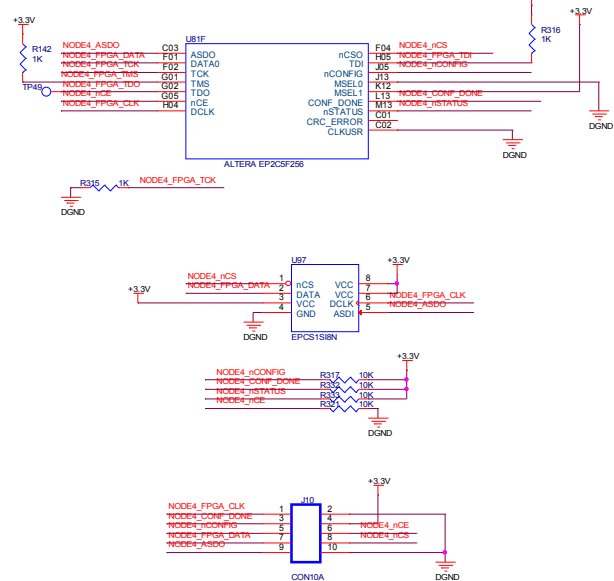 +3.3V
+3.3V
R142
1K
R316
1K
U81F
NODE4_ASDO C03 ASDO nCSO F04 NODE4_nCS
NODE4_FPGA_DATA F01 DATA0 TDI H05 NODE4_FPGA_TDI
NODE4_FPGA_TCK F02 TCK nCONFIG J05 NODE4_nCONFIG
NODE4_FPGA_TMS G01 TMS MSEL0 J13
TP49 NODE4_FPGA_TDO G02 TDO MSEL1 K12
NODE4_nCE G05 nCE CONF_DONE L13 NODE4_CONF_DONE
NODE4_FPGA_CLK H04 DCLK nSTATUS M13 NODE4_nSTATUS
CRC_ERROR C01
CLKUSR C02
DGND
DGND
ALTERA EP2C5F256
R315 1K NODE4_FPGA_TCK
DGND
U97
+3.3V
NODE4_nCS 1 nCS VCC 8
NODE4_FPGA_DATA 2 DATA VCC 7
+3.3V 3 VCC DCLK 6 NODE4_FPGA_CLK
4 GND ASDI 5 NODE4_ASDO
DGND
EPCS1SI8N
+3.3V
NODE4_nCONFIG R317 10K
NODE4_CONF_DONE R332 10K
NODE4_nSTATUS R333 10K
NODE4_nCE R321 10K
DGND
+3.3V
J10
NODE4_FPGA_CLK 1 2
NODE4_CONF_DONE 3 4
NODE4_nCONFIG 5 6 NODE4_nCE
NODE4_FPGA_DATA 7 8 NODE4_nCS
NODE4_ASDO 9 10
DGND
CON10A